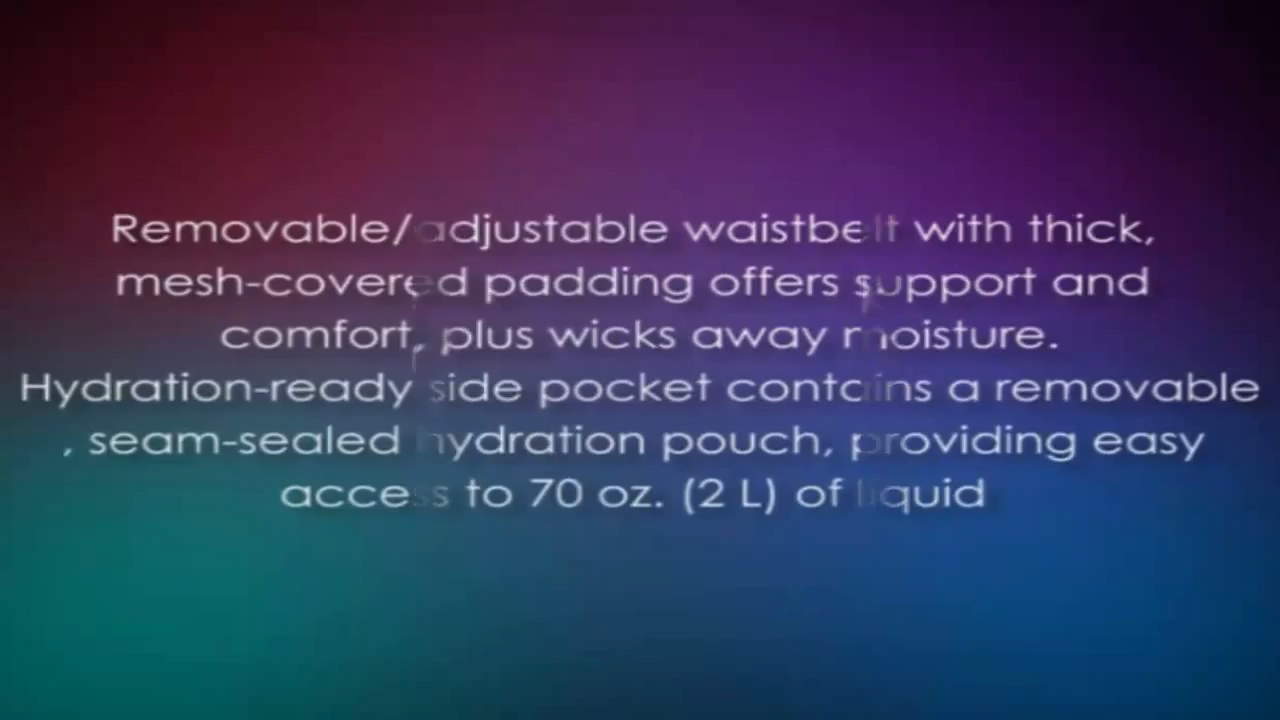 Removable/adjustable waistbelt with thick,
mesh-covered padding offers support and
comfort, plus wicks away moisture.
Hydration-ready side pocket contains a removable
, seam-sealed hydration pouch, providing easy
access to 70 oz. (2 L) of liquid